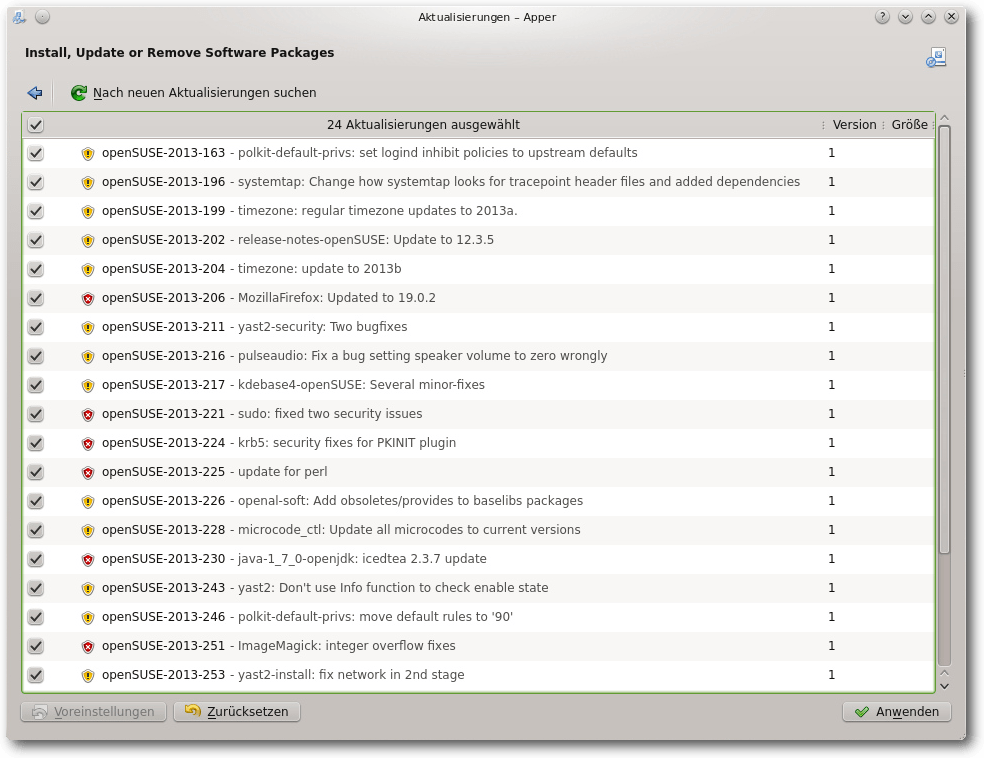 Aktualisierungen – Apper
Install, Update or Remove Software Packages
Nach neuen Aktualisierungen suchen
24 Aktualisierungen ausgewählt Version Größe
openSUSE-2013-163 - polkit-default-privs: set logind inhibit policies to upstream defaults 1
openSUSE-2013-196 - systemtap: Change how systemtap looks for tracepoint header files and added dependencies 1
openSUSE-2013-199 - timezone: regular timezone updates to 2013a. 1
openSUSE-2013-202 - release-notes-openSUSE: Update to 12.3.5 1
openSUSE-2013-204 - timezone: update to 2013b 1
openSUSE-2013-206 - MozillaFirefox: Updated to 19.0.2 1
openSUSE-2013-211 - yast2-security: Two bugfixes 1
openSUSE-2013-216 - pulseaudio: Fix a bug setting speaker volume to zero wrongly 1
openSUSE-2013-217 - kdebase4-openSUSE: Several minor-fixes 1
openSUSE-2013-221 - sudo: fixed two security issues 1
openSUSE-2013-224 - krb5: security fixes for PKINIT plugin 1
openSUSE-2013-225 - update for perl 1
openSUSE-2013-226 - openal-soft: Add obsoletes/provides to baselibs packages 1
openSUSE-2013-228 - microcode_ctl: Update all microcodes to current versions 1
openSUSE-2013-230 - java-1_7_0-openjdk: icedtea 2.3.7 update 1
openSUSE-2013-243 - yast2: Don't use Info function to check enable state 1
openSUSE-2013-246 - polkit-default-privs: move default rules to '90' 1
openSUSE-2013-251 - ImageMagick: integer overflow fixes 1
openSUSE-2013-253 - yast2-install: fix network in 2nd stage 1
Voreinstellungen Zurücksetzen Anwenden